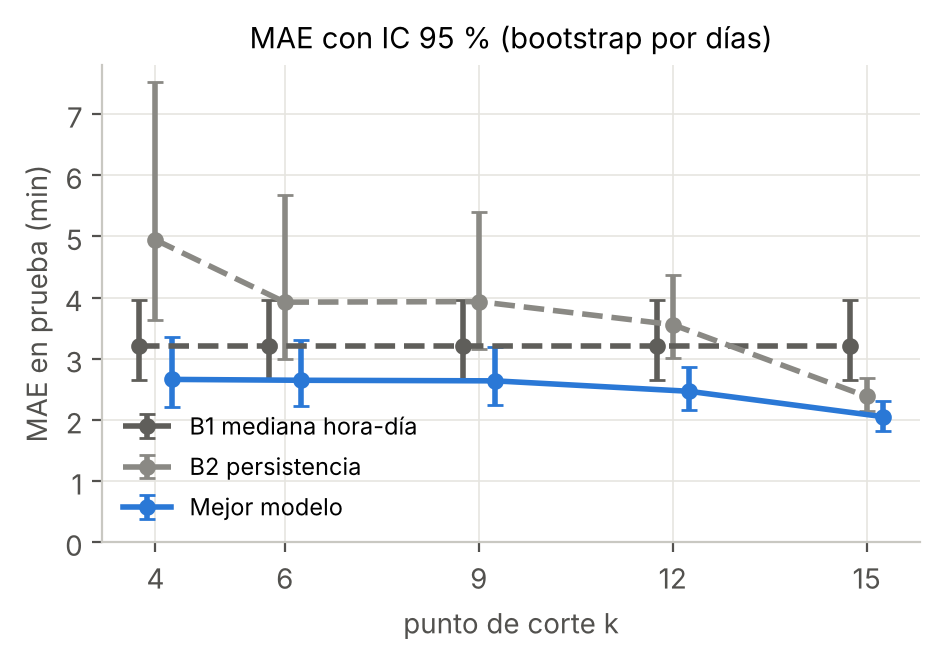 MAE con IC 95 % (bootstrap por días)
MAE en prueba (min)
7
6
5
4
3
2
1
0
B1 mediana hora-día
B2 persistencia
Mejor modelo
4 6 9 12 15
punto de corte k